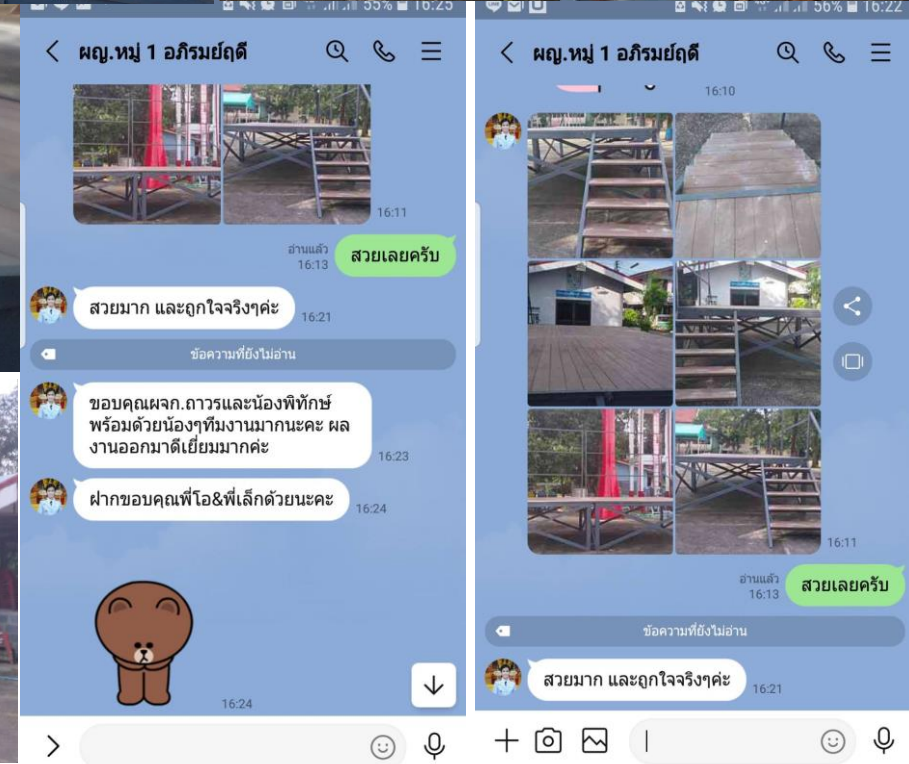 55% 16:25
ผญ.หมู่ 1 อภิรมย์ฤดี
16:11
อ่านแล้ว
16:13
สวยเลยครับ
สวยมาก และถูกใจจริงๆค่ะ
16:21
ข้อความที่ยังไม่อ่าน
ขอบคุณผจก.ถาวรและน้องพิทักษ์
พร้อมด้วยน้องๆทีมงานมากนะคะ ผล
งานออกมาดีเยี่ยมมากค่ะ
16:23
ฝากขอบคุณพี่โอ&พี่เล็กด้วยนะคะ
16:24
16:24
56% 16:22
ผญ.หมู่ 1 อภิรมย์ฤดี
16:10
16:11
อ่านแล้ว
16:13
สวยเลยครับ
ข้อความที่ยังไม่อ่าน
สวยมาก และถูกใจจริงๆค่ะ
16:21